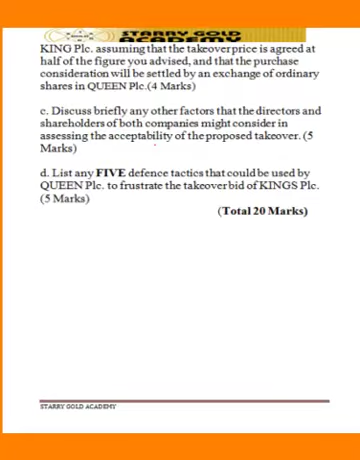 STARRY GOLD
ACADEMY
KING Plc. assuming that the takeover price is agreed at
half of the figure you advised, and that the purchase
consideration will be settled by an exchange of ordinary
shares in QUEEN Plc.(4 Marks)
c. Discuss briefly any other factors that the directors and
shareholders of both companies might consider in
assessing the acceptability of the proposed takeover. (5
Marks)
d. List any FIVE defence tactics that could be used by
QUEEN Plc. to frustrate the takeover bid of KINGS Plc.
(5 Marks)
(Total 20 Marks)
STARRY GOLD ACADEMY